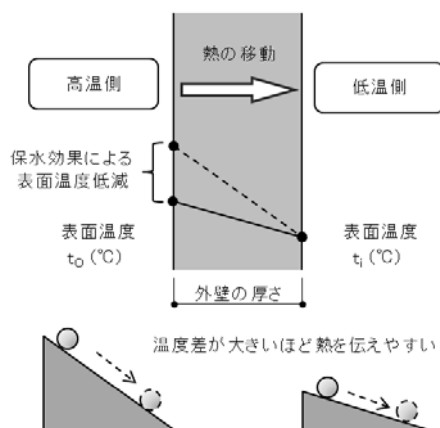 熱の移動
高温側
低温側
保水効果による
表面温度低減
表面温度
tO (℃)
表面温度
ti (℃)
外壁の厚さ
温度差が大きいほど熱を伝えやすい